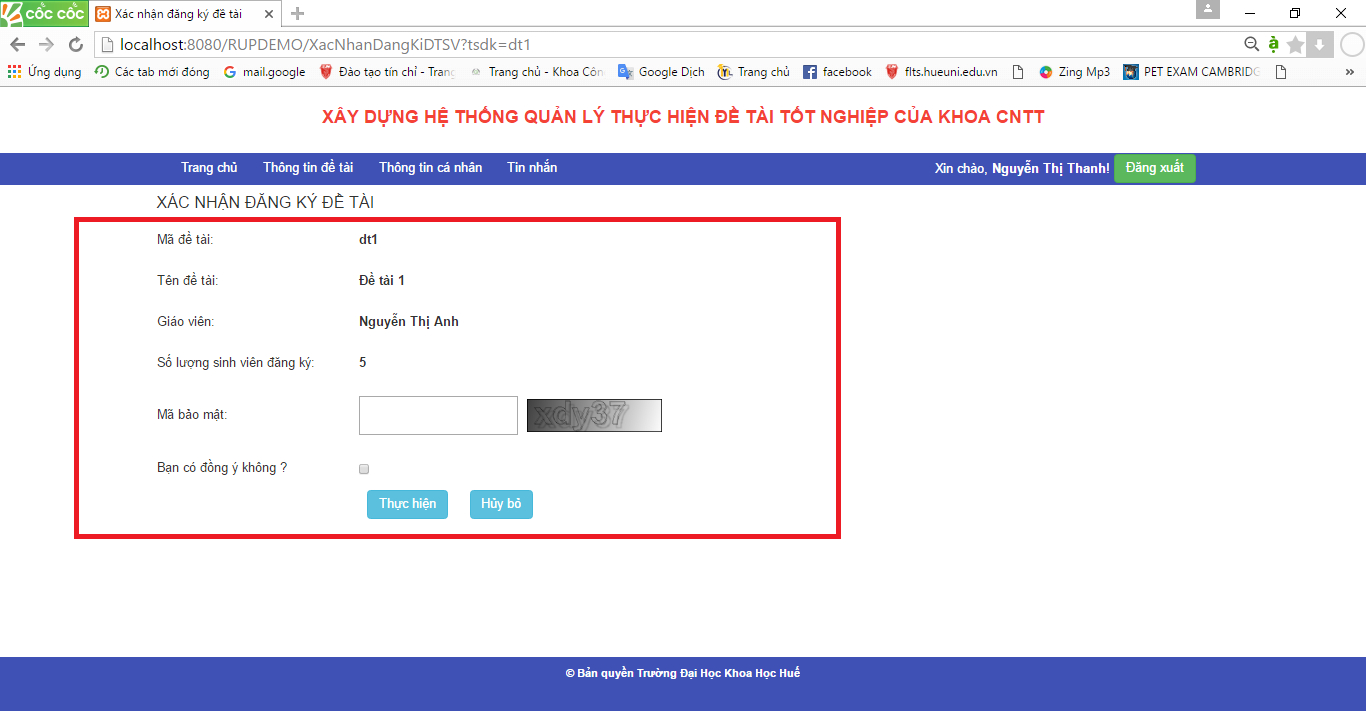 cốc cốc Xác nhận đăng ký đề tài
localhost:8080/RUPDEMO/XacNhanDangKiDTSV?tsdk=dt1
Ứng dụng Các tab mới đóng mail.google Đào tạo tín chỉ - Trang Trang chủ - Khoa Côn Google Dịch Trang chủ facebook flts.hueuni.edu.vn Zing Mp3 PET EXAM CAMBRIDG »
XÂY DỰNG HỆ THỐNG QUẢN LÝ THỰC HIỆN ĐỀ TÀI TỐT NGHIỆP CỦA KHOA CNTT
Trang chủ Thông tin đề tài Thông tin cá nhân Tin nhắn Xin chào, Nguyễn Thị Thanh! Đăng xuất
XÁC NHẬN ĐĂNG KÝ ĐỀ TÀI
Mã đề tài: dt1
Tên đề tài: Đề tài 1
Giáo viên: Nguyễn Thị Anh
Số lượng sinh viên đăng ký: 5
Mã bảo mật: xdy37
Bạn có đồng ý không ?
Thực hiện Hủy bỏ
© Bản quyền Trường Đại Học Khoa Học Huế